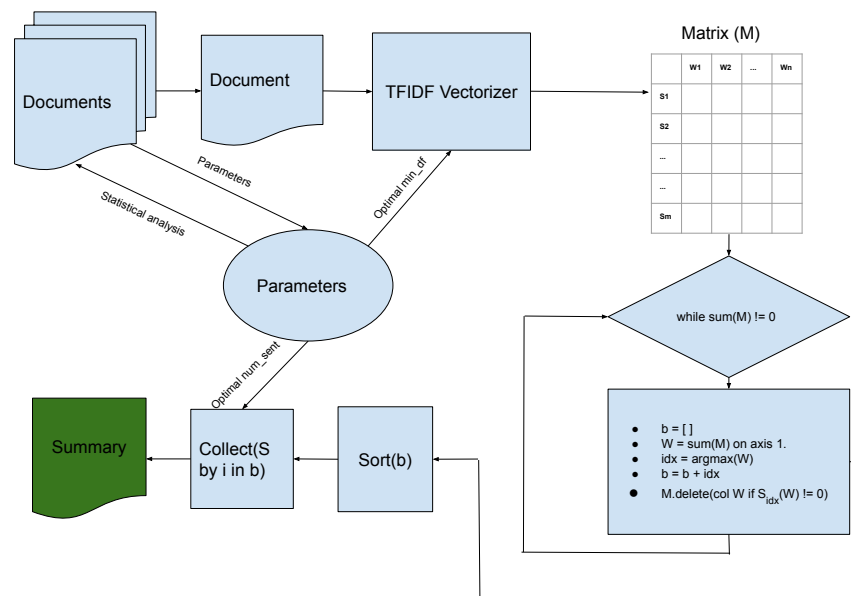 Matrix (M)
Documents
Document
TFIDF Vectorizer
W1 W2 ... Wn
S1
S2
...
...
Sm
Parameters
Statistical analysis
Optimal min_df
Parameters
while sum(M) != 0
Optimal num_sent
Summary
Collect(S
by i in b)
Sort(b)
● b = [ ]
● W = sum(M) on axis 1.
● idx = argmax(W)
● b = b + idx
● M.delete(col W if Sidx(W) != 0)